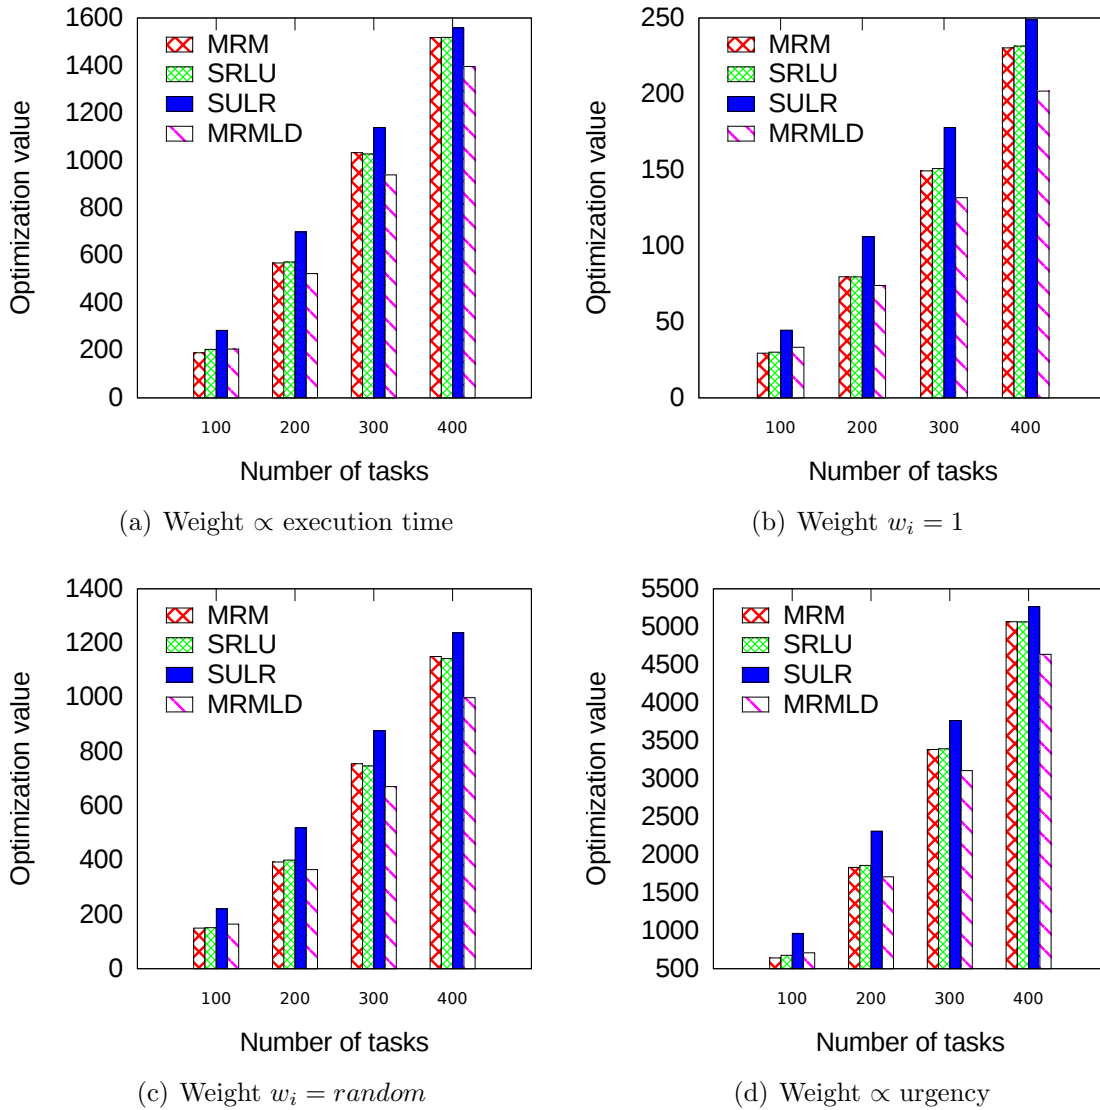 1600
1400
1200
1000
800
600
400
200
0
Optimization value
MRM
SRLU
SULR
MRMLD
100 200 300 400
Number of tasks
(a) Weight ∝ execution time
250
200
150
100
50
0
Optimization value
MRM
SRLU
SULR
MRMLD
100 200 300 400
Number of tasks
(b) Weight w_i = 1
1400
1200
1000
800
600
400
200
0
Optimization value
MRM
SRLU
SULR
MRMLD
100 200 300 400
Number of tasks
(c) Weight w_i = random
5500
5000
4500
4000
3500
3000
2500
2000
1500
1000
500
Optimization value
MRM
SRLU
SULR
MRMLD
100 200 300 400
Number of tasks
(d) Weight ∝ urgency